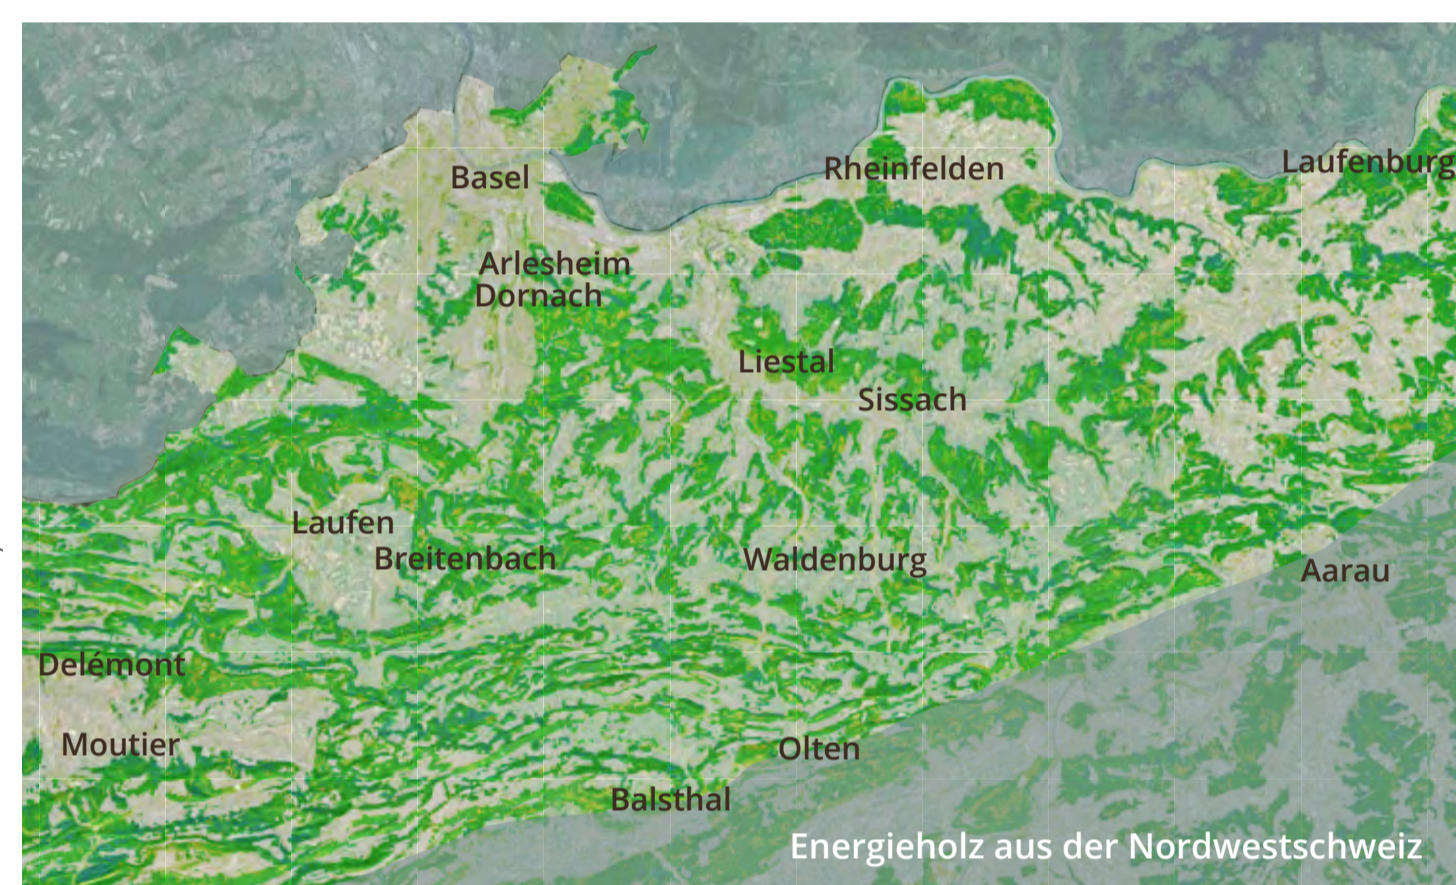 Laufenburg
Rheinfelden
Basel
Arlesheim
Dornach
Liestal
Sissach
Laufen
Breitenbach
Waldenburg
Aarau
Delémont
Moutier
Olten
Balsthal
Energieholz aus der Nordwestschweiz